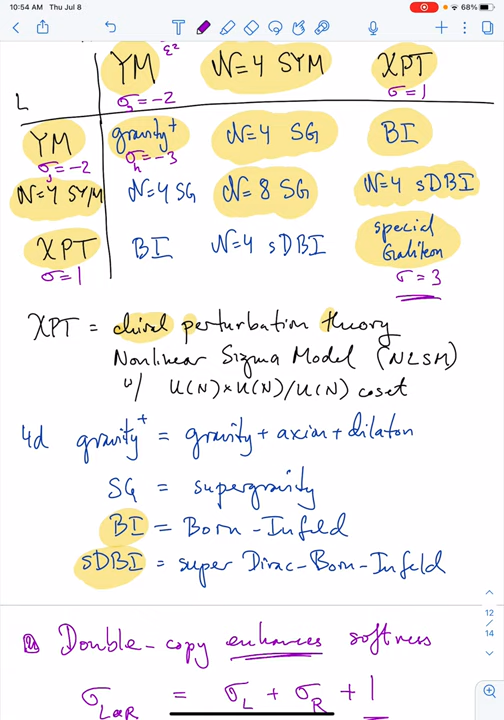 10:54 AM Thu Jul 8
68%
ε²
YM N=4 SYM XPT
σ=-2 σ=1
L
YM gravity⁺ N=4 SG BI
σ=-2 σ=-3
N=4 SYM N=4 SG N=8 SG N=4 sDBI
XPT BI N=4 sDBI special Galileon
σ=1 σ=3
XPT = chiral perturbation theory
Nonlinear Sigma Model (NLSM)
w/ U(N)×U(N)/U(N) coset
4d gravity⁺ = gravity + axion + dilaton
SG = supergravity
BI = Born-Infeld
sDBI = super Dirac-Born-Infeld
12
14
Double-copy enhances softness
σ_L⊗R = σ_L + σ_R + 1